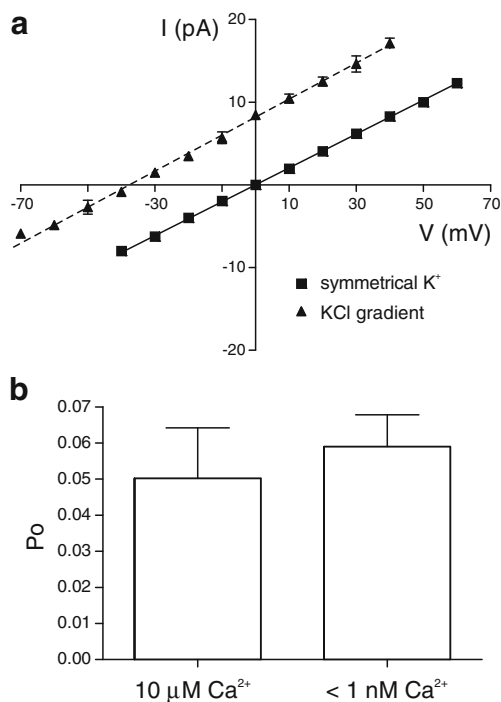 a
I (pA)
20
10
-70
-50
-30
-10
10
30
50
70
V (mV)
-10
symmetrical K⁺
KCl gradient
-20
b
0.07
0.06
0.05
0.04
0.03
0.02
0.01
0.00
Po
10 µM Ca²⁺
< 1 nM Ca²⁺